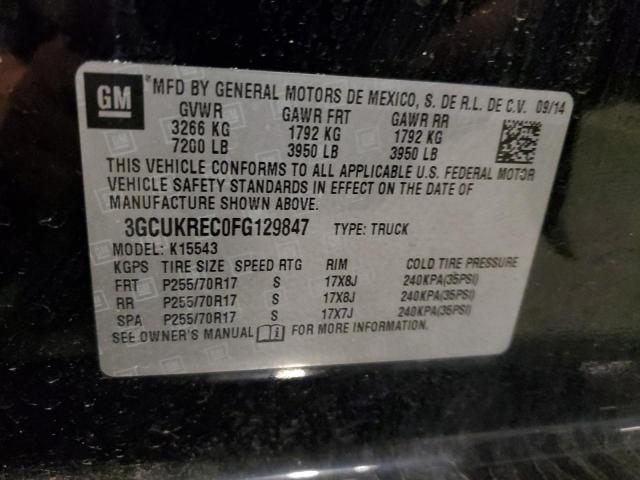 GM ®MFD BY GENERAL MOTORS DE MEXICO, S. DE R.L. DE C.V. 09/14
GVWR GAWR FRT GAWR RR
3266 KG 1792 KG 1792 KG
7200 LB 3950 LB 3950 LB
THIS VEHICLE CONFORMS TO ALL APPLICABLE U.S. FEDERAL MOTOR
VEHICLE SAFETY STANDARDS IN EFFECT ON THE DATE OF
MANUFACTURE SHOWN ABOVE.
3GCUKREC0FG129847 TYPE: TRUCK
MODEL: K15543
KGPS TIRE SIZE SPEED RTG RIM COLD TIRE PRESSURE
FRT P255/70R17 S 17X8J 240KPA(35PSI)
RR P255/70R17 S 17X8J 240KPA(35PSI)
SPA P255/70R17 S 17X7J 240KPA(35PSI)
SEE OWNER'S MANUAL FOR MORE INFORMATION.